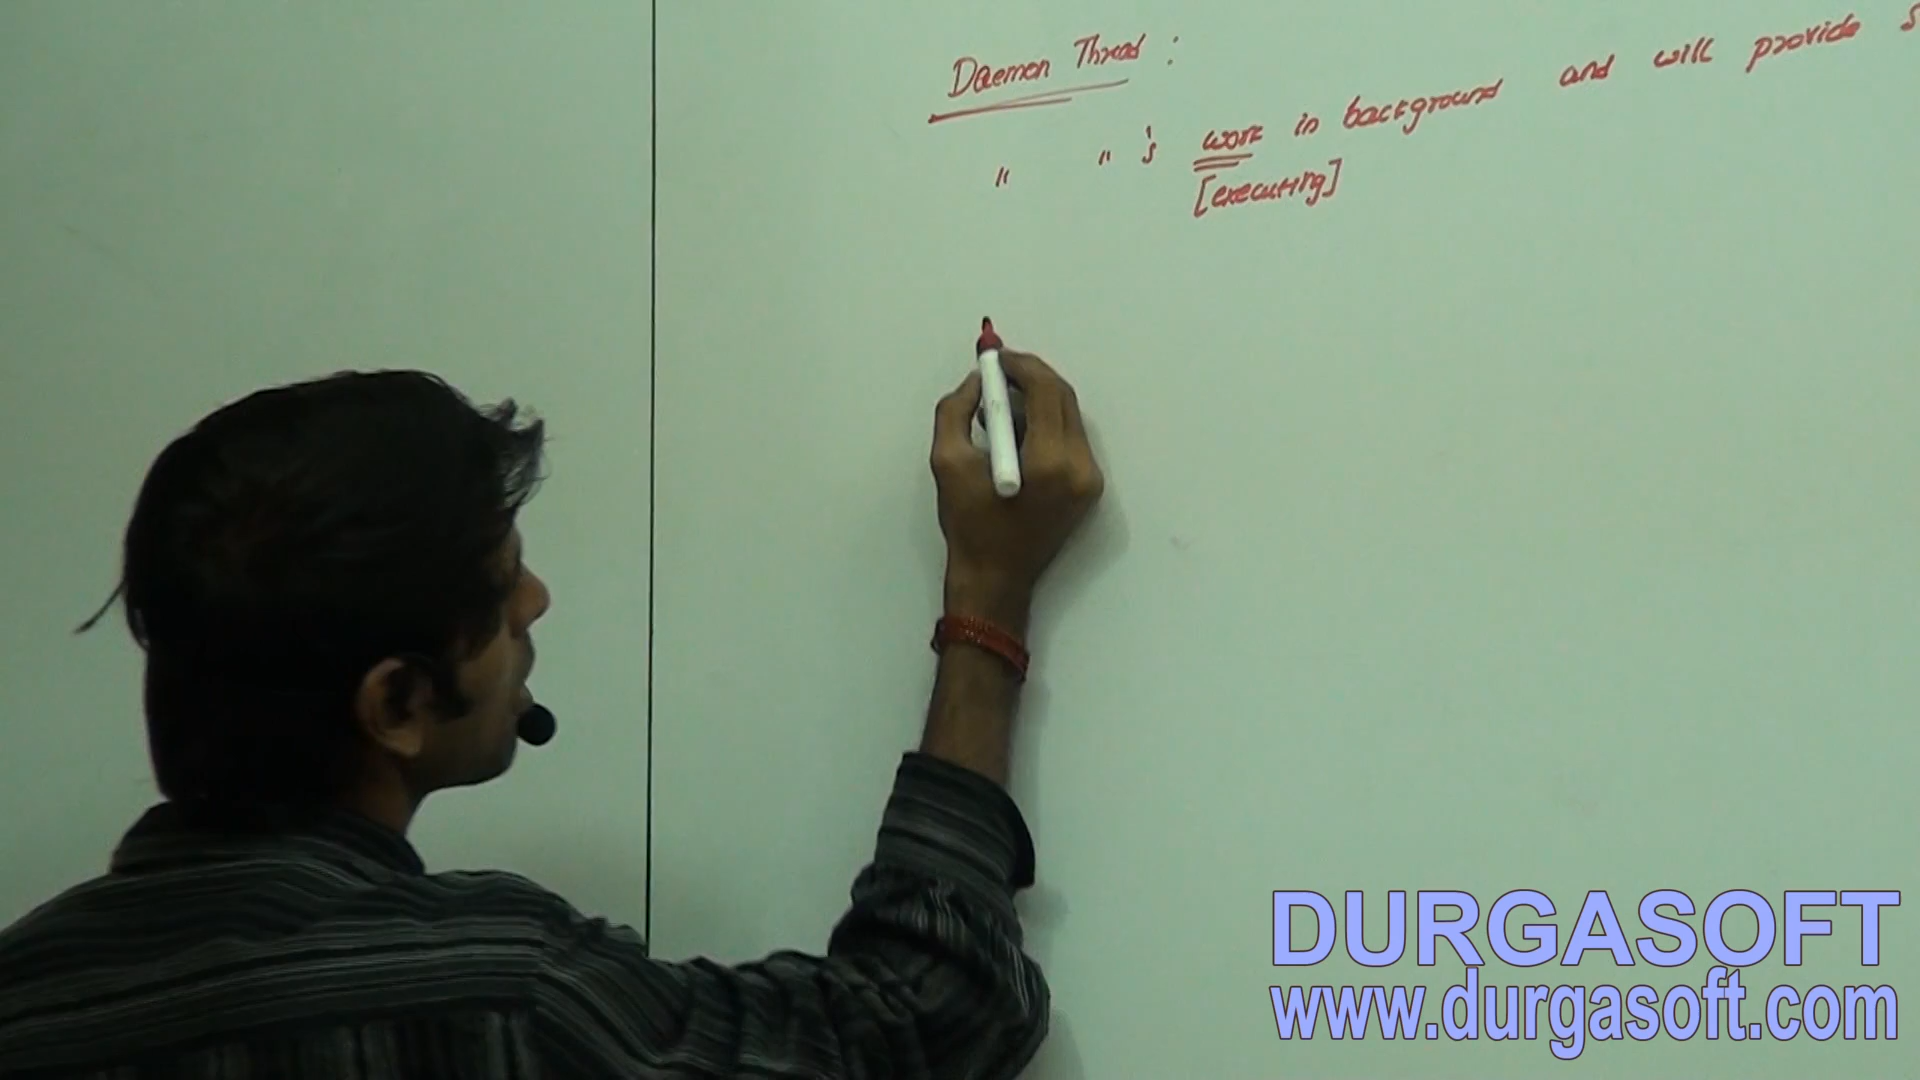 Daemon Thread :
" " 's work in background and will provide s
[executing]
DURGASOFT
www.durgasoft.com